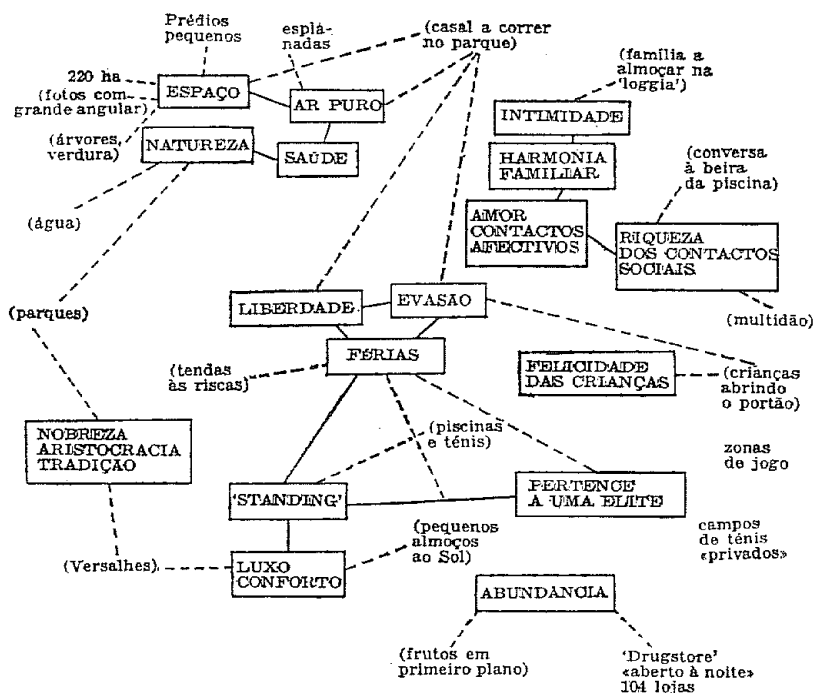 Prédios
pequenos
esplá-
nadas
(casal a correr
no parque)
(família a
almoçar na
'loggia')
220 ha
(fotos com
grande angular)
ESPAÇO
AR PURO
INTIMIDADE
(árvores,
verdura)
NATUREZA
SAÚDE
HARMONIA
FAMILIAR
(conversa
à beira
da piscina)
(água)
AMOR
CONTACTOS
AFECTIVOS
RIQUEZA
DOS CONTACTOS
SOCIAIS
(parques)
LIBERDADE
EVASAO
(multidão)
(tendas
às riscas)
FÉRIAS
FELICIDADE
DAS CRIANÇAS
(crianças
abrindo
o portão)
NOBREZA
ARISTOCRACIA
TRADIÇÃO
(piscinas
e ténis)
zonas
de jogo
'STANDING'
PERTENCE
A UMA ELITE
(Versalhes)
LUXO
CONFORTO
(pequenos
almoços
ao Sol)
campos
de ténis
«privados»
ABUNDANCIA
(frutos em
primeiro plano)
'Drugstore'
«aberto à noite»
104 lojas